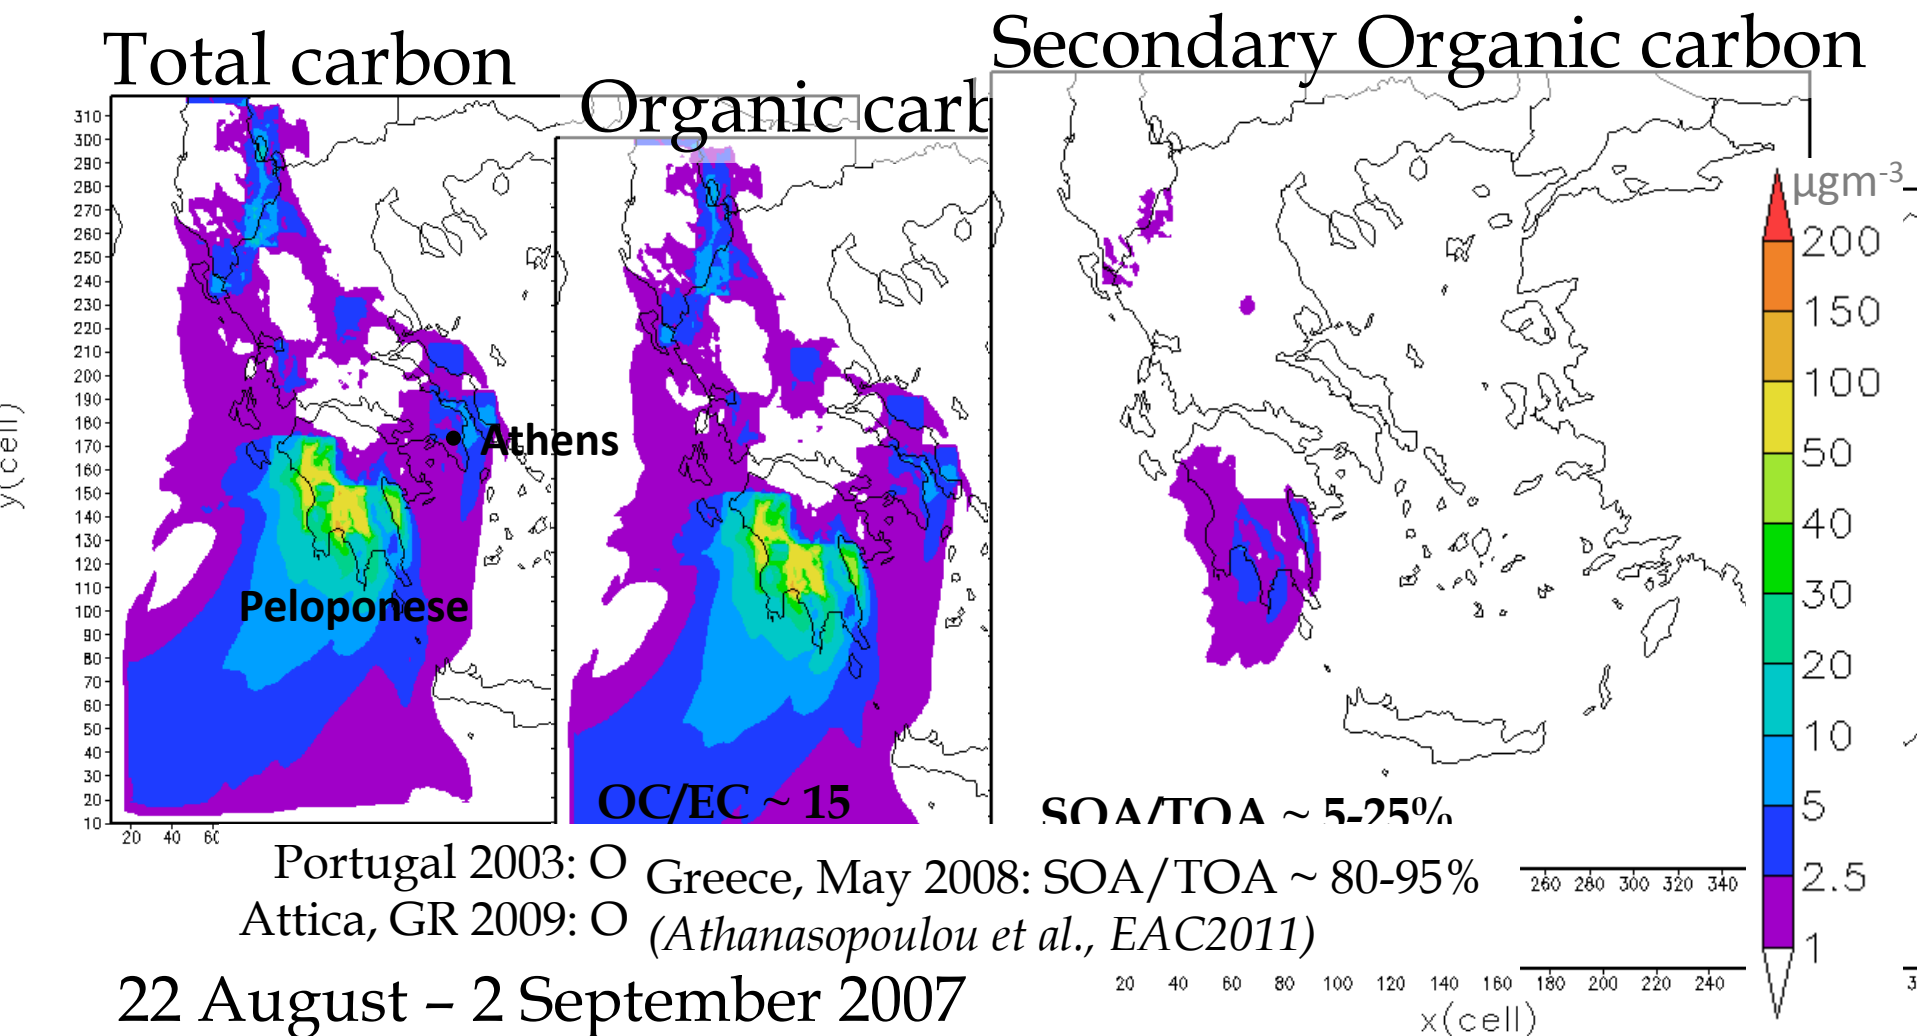 Total carbon
Organic carb
Secondary Organic carbon
µgm-3
310
300
290
280
270
260
250
240
230
220
210
200
190
180
170
160
150
140
130
120
110
100
90
80
70
60
50
40
30
20
10
y(cell)
Athens
Peloponese
200
150
100
50
40
30
20
10
5
2.5
1
OC/EC ~ 15
SOA/TOA ~ 5-25%
20 40 60
Portugal 2003: O
Attica, GR 2009: O
Greece, May 2008: SOA/TOA ~ 80-95%
(Athanasopoulou et al., EAC2011)
260 280 300 320 340
22 August – 2 September 2007
20 40 60 80 100 120 140 160 180 200 220 240
x(cell)